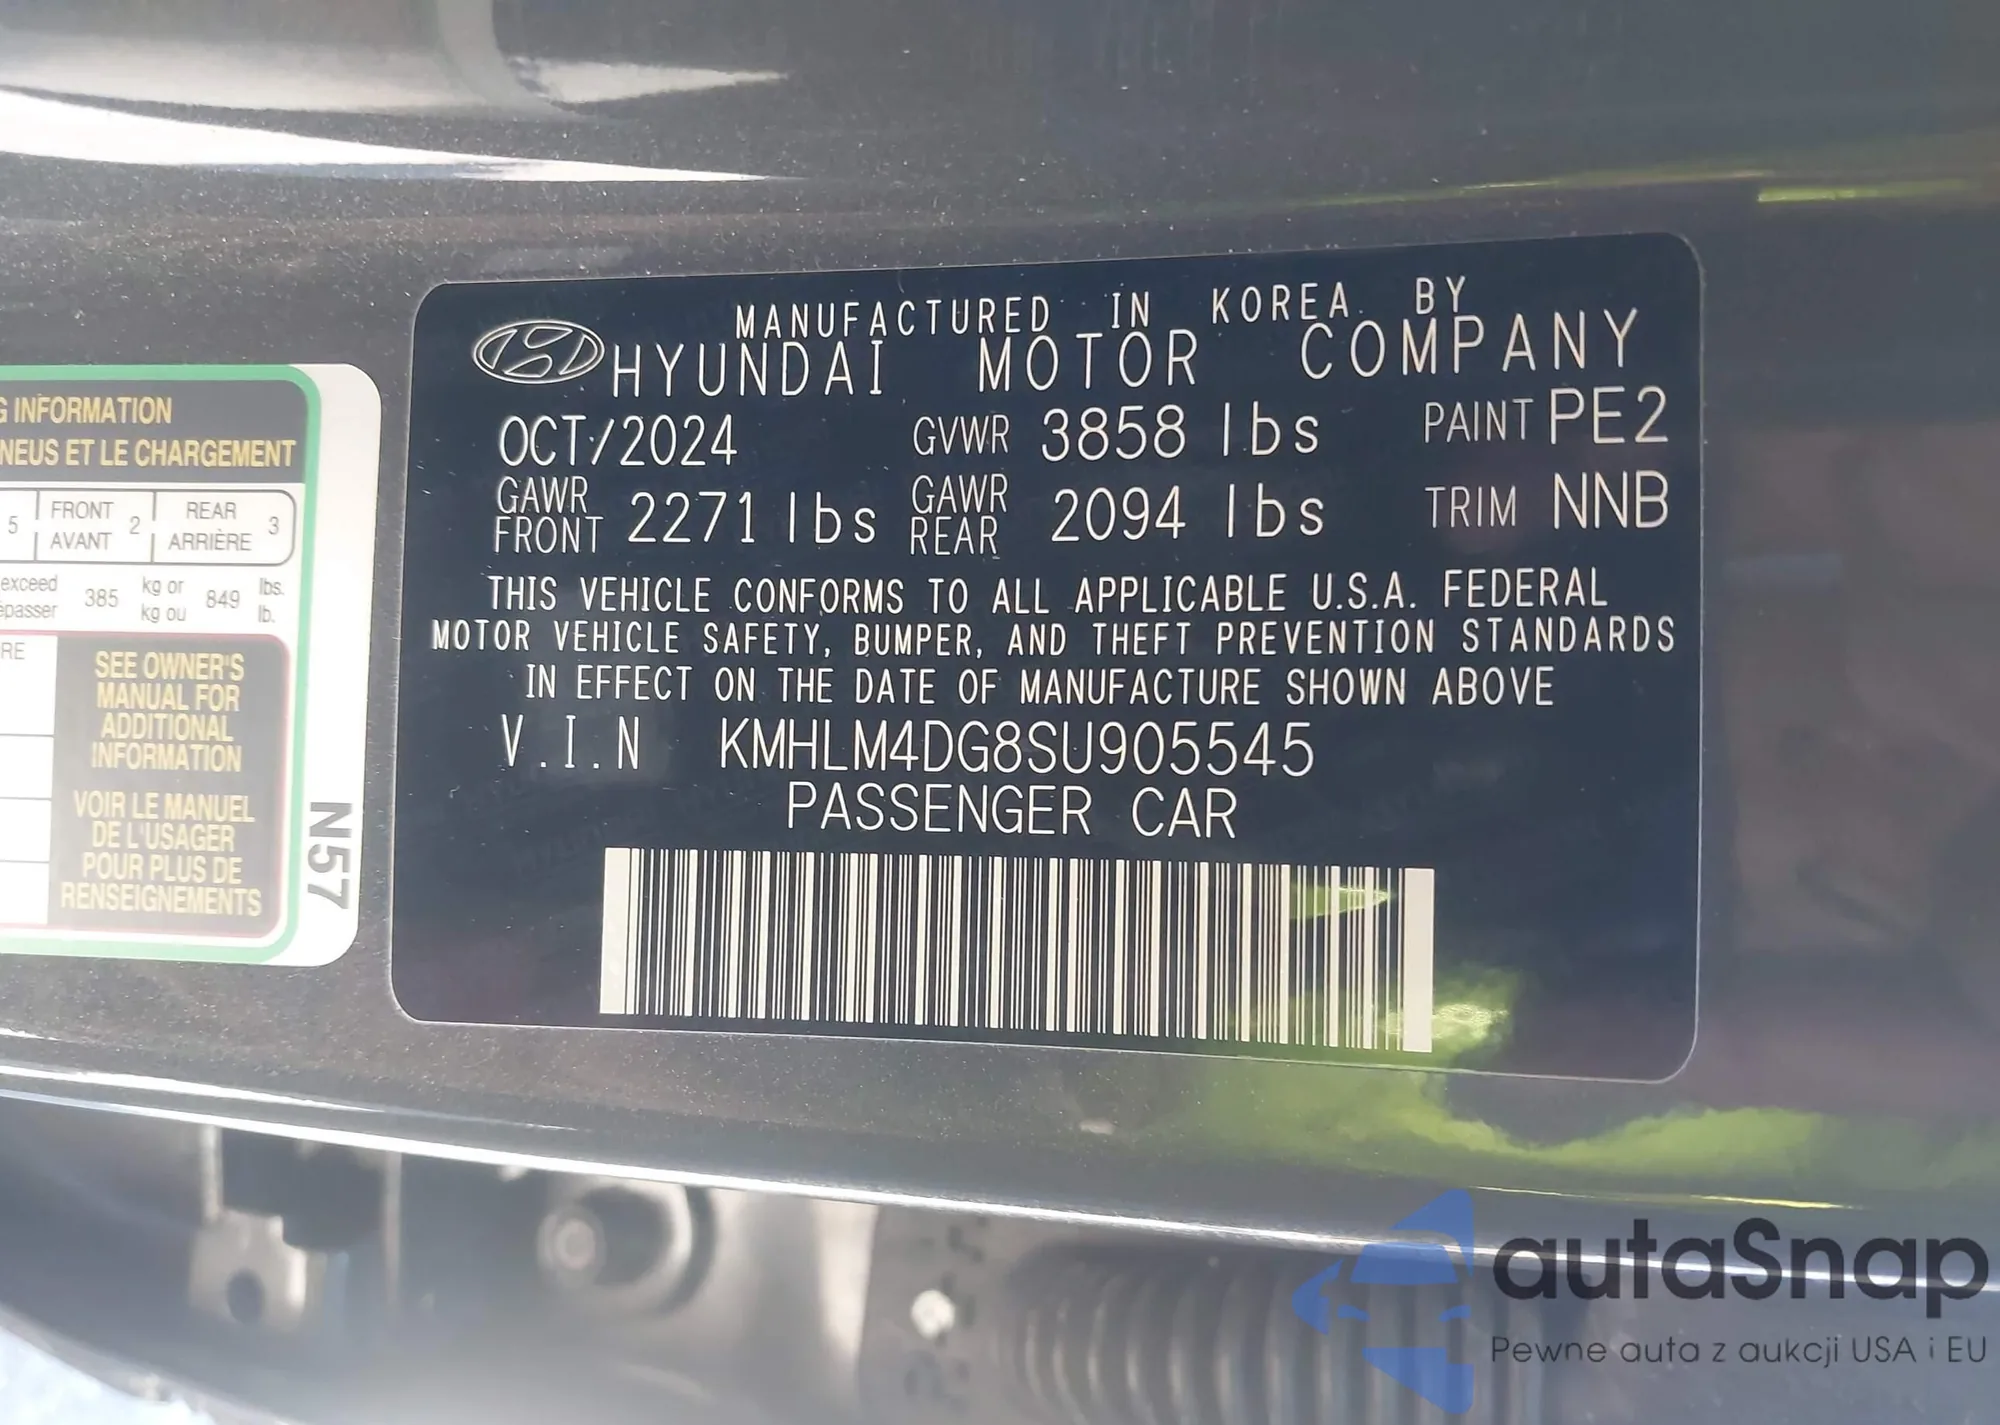 G INFORMATION
NEUS ET LE CHARGEMENT
5 FRONT AVANT 2 REAR ARRIÈRE 3
exceed 385 kg or 849 lbs.
épasser kg ou lb.
RE
SEE OWNER'S
MANUAL FOR
ADDITIONAL
INFORMATION
VOIR LE MANUEL
DE L'USAGER
POUR PLUS DE
RENSEIGNEMENTS
N57
MANUFACTURED IN KOREA BY
HYUNDAI MOTOR COMPANY
OCT/2024 GVWR 3858 lbs PAINT PE2
GAWR FRONT 2271 lbs GAWR REAR 2094 lbs TRIM NNB
THIS VEHICLE CONFORMS TO ALL APPLICABLE U.S.A. FEDERAL
MOTOR VEHICLE SAFETY, BUMPER, AND THEFT PREVENTION STANDARDS
IN EFFECT ON THE DATE OF MANUFACTURE SHOWN ABOVE
V.I.N KMHLM4DG8SU905545
PASSENGER CAR
autaSnap
Pewne auta z aukcji USA i EU